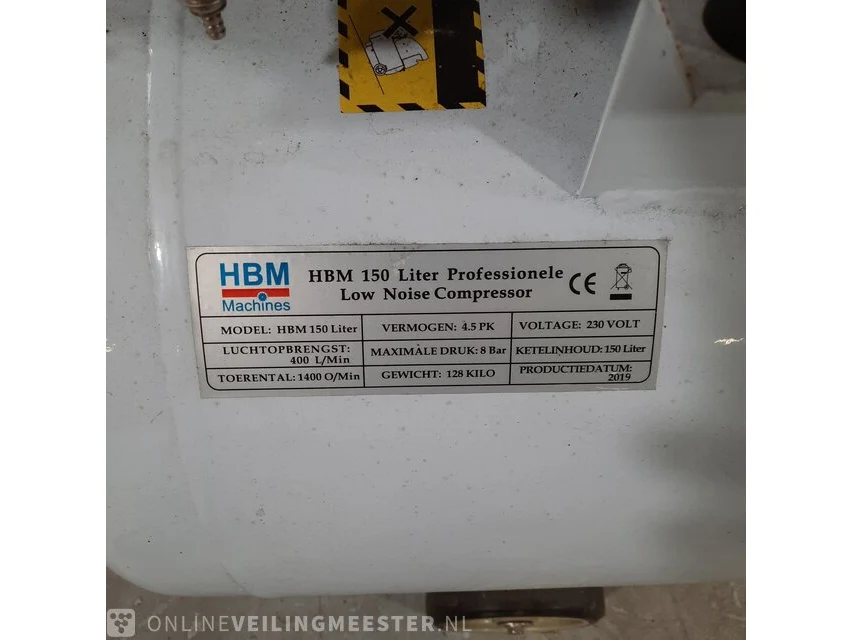 HBM
Machines
HBM 150 Liter Professionele
Low Noise Compressor
CE
MODEL: HBM 150 Liter
VERMOGEN: 4.5 PK
VOLTAGE: 230 VOLT
LUCHTOPBRENGST:
400 L/Min
MAXIMALE DRUK: 8 Bar
KETELINHOUD: 150 Liter
TOERENTAL: 1400 O/Min
GEWICHT: 128 KILO
PRODUCTIEDATUM:
2019
ONLINEVEILINGMEESTER.NL